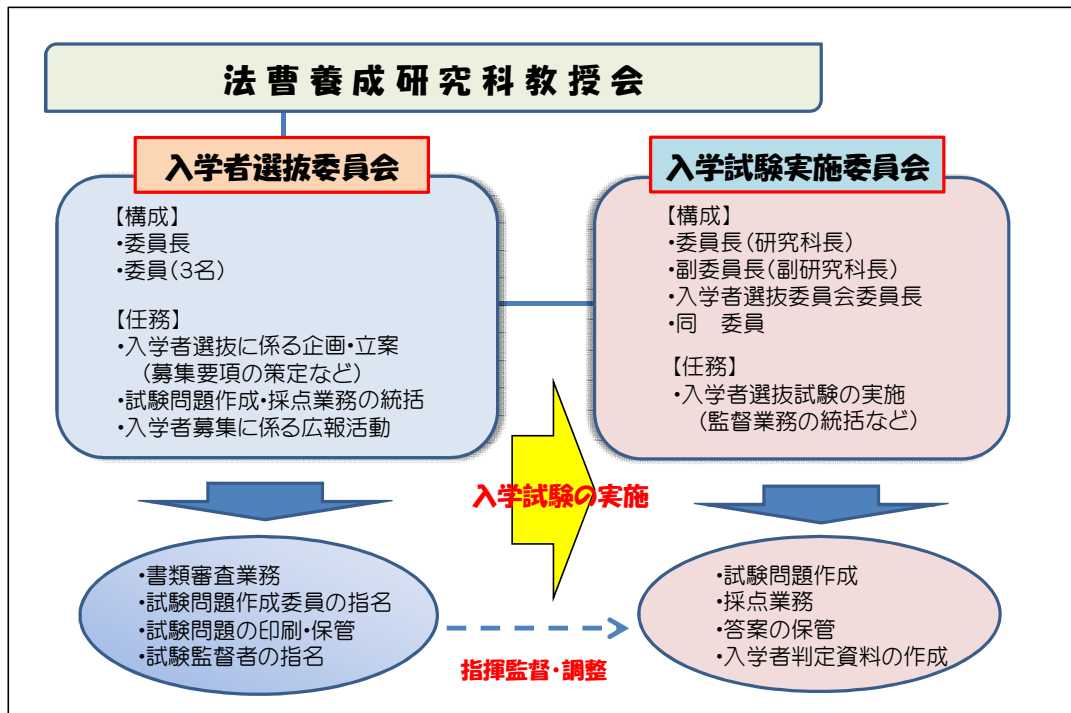 法曹養成研究科教授会
入学者選抜委員会
【構成】
・委員長
・委員(3名)
【任務】
・入学者選抜に係る企画・立案
(募集要項の策定など)
・試験問題作成・採点業務の統括
・入学者募集に係る広報活動
入学試験実施委員会
【構成】
・委員長(研究科長)
・副委員長(副研究科長)
・入学者選抜委員会委員長
・同　委員
【任務】
・入学者選抜試験の実施
(監督業務の統括など)
入学試験の実施
・書類審査業務
・試験問題作成委員の指名
・試験問題の印刷・保管
・試験監督者の指名
指揮監督・調整
・試験問題作成
・採点業務
・答案の保管
・入学者判定資料の作成